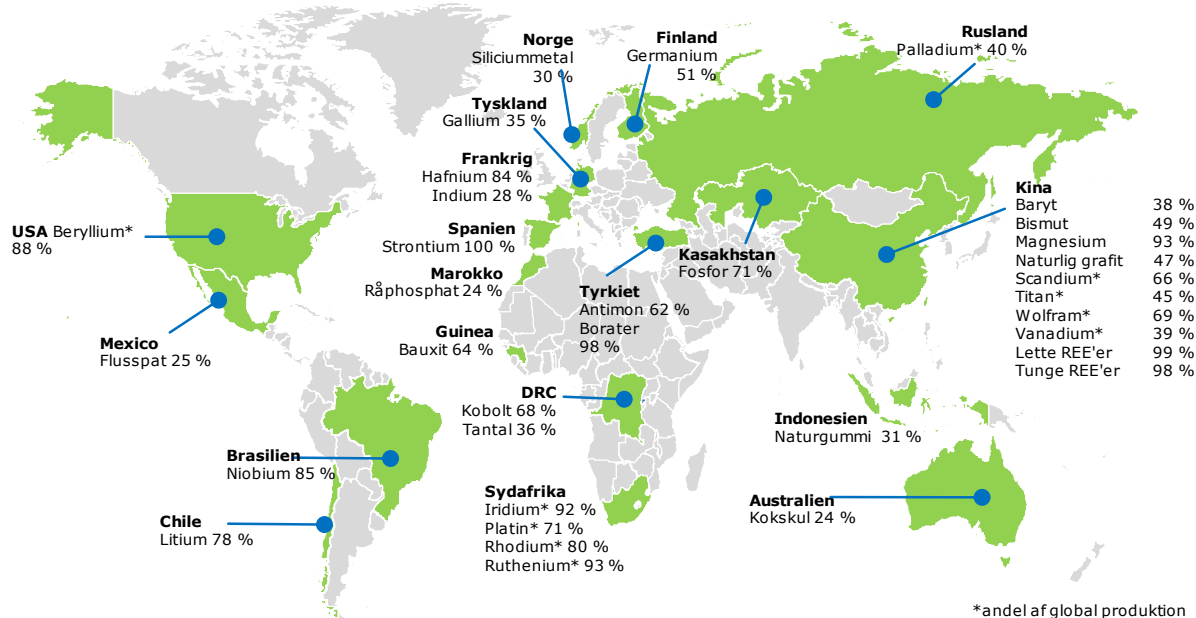 Norge
Siliciummetal
30 %
Finland
Germanium
51 %
Rusland
Palladium* 40 %
Tyskland
Gallium 35 %
Frankrig
Hafnium 84 %
Indium 28 %
Spanien
Strontium 100 %
Marokko
Råphosphat 24 %
Guinea
Bauxit 64 %
USA Beryllium*
88 %
Mexico
Flusspat 25 %
Tyrkiet
Antimon 62 %
Borater
98 %
Kasakhstan
Fosfor 71 %
Kina
Baryt 38 %
Bismut 49 %
Magnesium 93 %
Naturlig grafit 47 %
Scandium* 66 %
Titan* 45 %
Wolfram* 69 %
Vanadium* 39 %
Lette REE'er 99 %
Tunge REE'er 98 %
DRC
Kobolt 68 %
Tantal 36 %
Indonesien
Naturgummi 31 %
Brasilien
Niobium 85 %
Chile
Litium 78 %
Sydafrika
Iridium* 92 %
Platin* 71 %
Rhodium* 80 %
Ruthenium* 93 %
Australien
Kokskul 24 %
*andel af global produktion